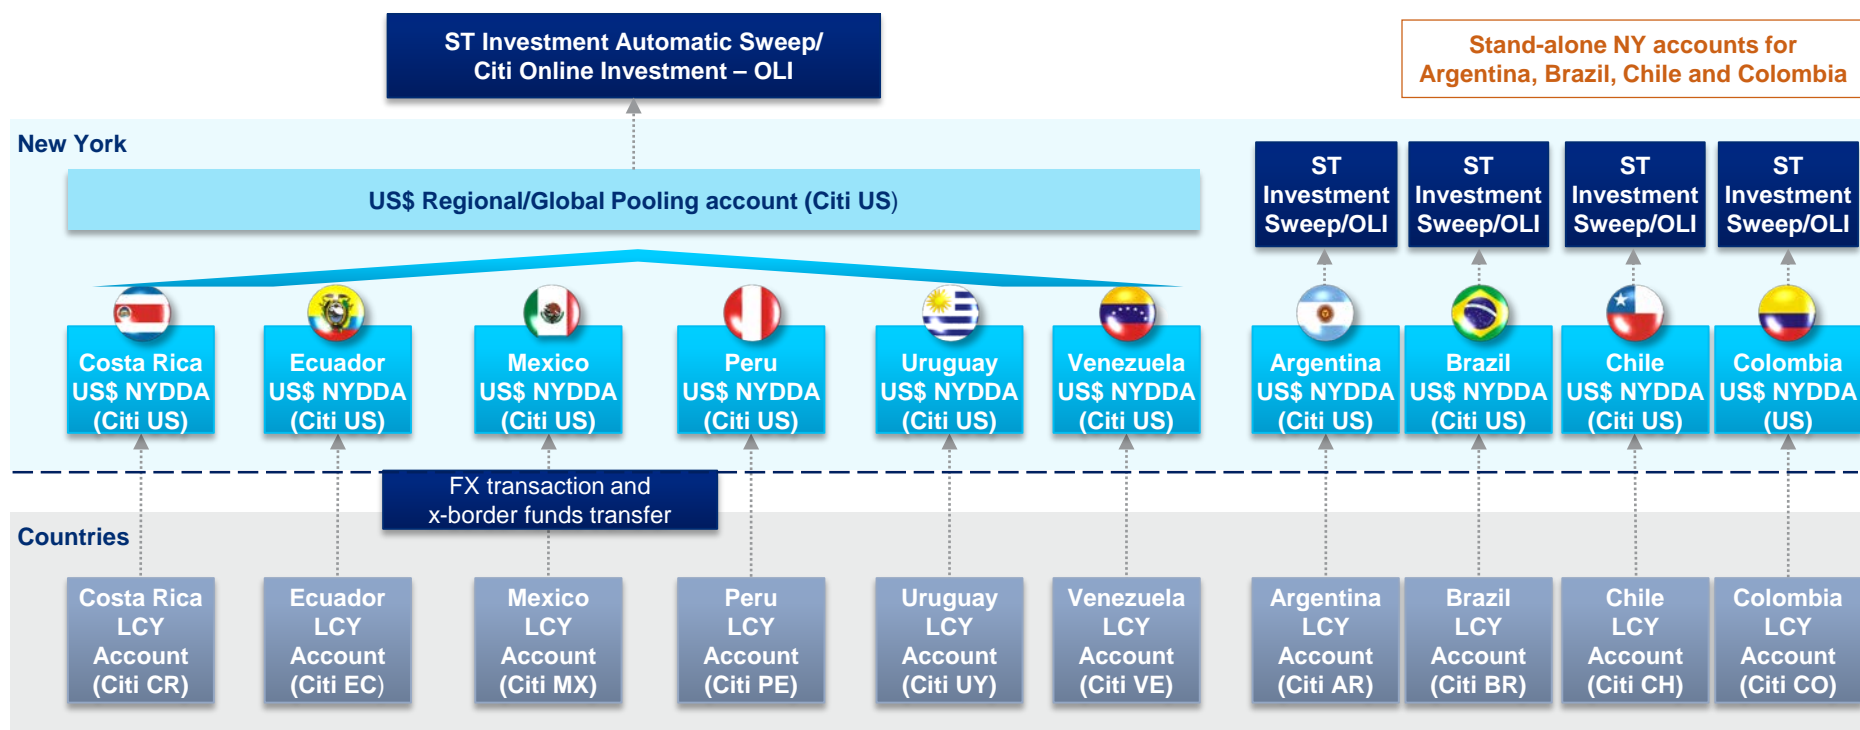 ST Investment Automatic Sweep/
Citi Online Investment – OLI
Stand-alone NY accounts for
Argentina, Brazil, Chile and Colombia
New York
US$ Regional/Global Pooling account (Citi US)
ST
Investment
Sweep/OLI
ST
Investment
Sweep/OLI
ST
Investment
Sweep/OLI
ST
Investment
Sweep/OLI
Costa Rica
US$ NYDDA
(Citi US)
Ecuador
US$ NYDDA
(Citi US)
Mexico
US$ NYDDA
(Citi US)
Peru
US$ NYDDA
(Citi US)
Uruguay
US$ NYDDA
(Citi US)
Venezuela
US$ NYDDA
(Citi US)
Argentina
US$ NYDDA
(Citi US)
Brazil
US$ NYDDA
(Citi US)
Chile
US$ NYDDA
(Citi US)
Colombia
US$ NYDDA
(US)
FX transaction and
x-border funds transfer
Countries
Costa Rica
LCY
Account
(Citi CR)
Ecuador
LCY
Account
(Citi EC)
Mexico
LCY
Account
(Citi MX)
Peru
LCY
Account
(Citi PE)
Uruguay
LCY
Account
(Citi UY)
Venezuela
LCY
Account
(Citi VE)
Argentina
LCY
Account
(Citi AR)
Brazil
LCY
Account
(Citi BR)
Chile
LCY
Account
(Citi CH)
Colombia
LCY
Account
(Citi CO)